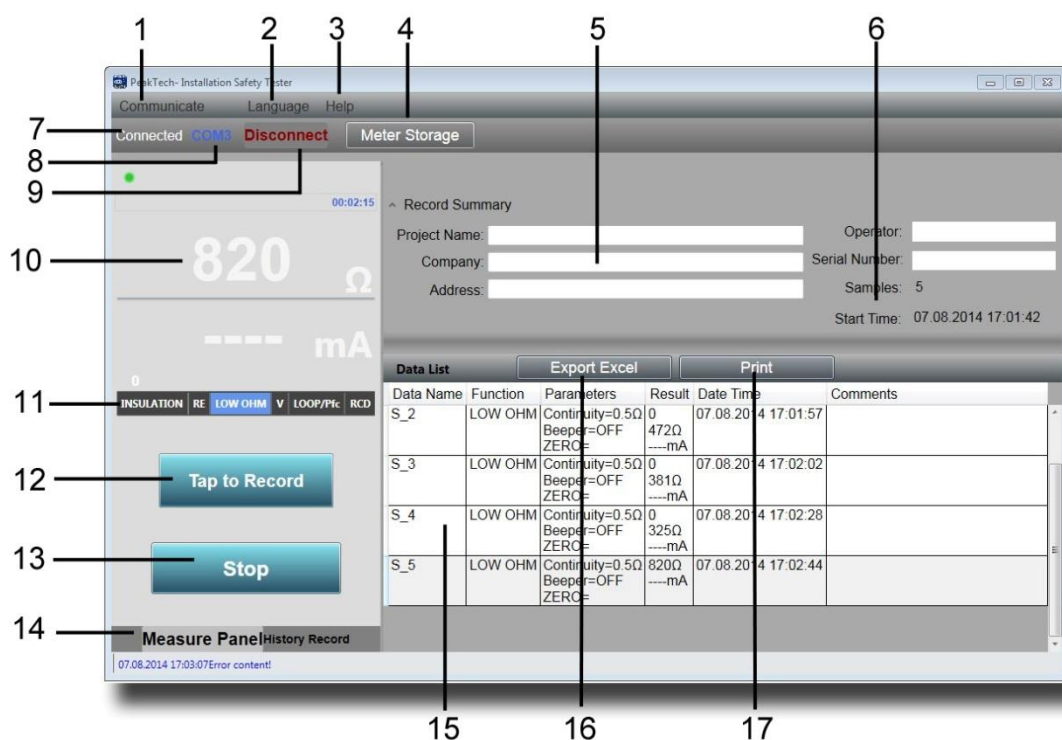 1 2 3 4 5 6
PeakTech- Installation Safety Tester
Communicate Language Help
7 Connected COM3 Disconnect Meter Storage
8
9
00:02:15
^ Record Summary
Project Name: Operator:
10 820 Ω Company: Serial Number:
Address: Samples: 5
Start Time: 07.08.2014 17:01:42
---- mA
0
Data List Export Excel Print
11 INSULATION RE LOW OHM V LOOP/Pfc RCD
Data Name Function Parameters Result Date Time Comments
S_2 LOW OHM Continuity=0.5Ω 0 07.08.2014 17:01:57
Beeper=OFF 472Ω
ZERO= ----mA
12 Tap to Record
S_3 LOW OHM Continuity=0.5Ω 0 07.08.2014 17:02:02
Beeper=OFF 381Ω
ZERO= ----mA
S_4 LOW OHM Continuity=0.5Ω 0 07.08.2014 17:02:28
Beeper=OFF 325Ω
ZERO= ----mA
13 Stop
S_5 LOW OHM Continuity=0.5Ω 820Ω 07.08.2014 17:02:44
Beeper=OFF ----mA
ZERO=
14 Measure Panel History Record
07.08.2014 17:03:07Error content!
15 16 17